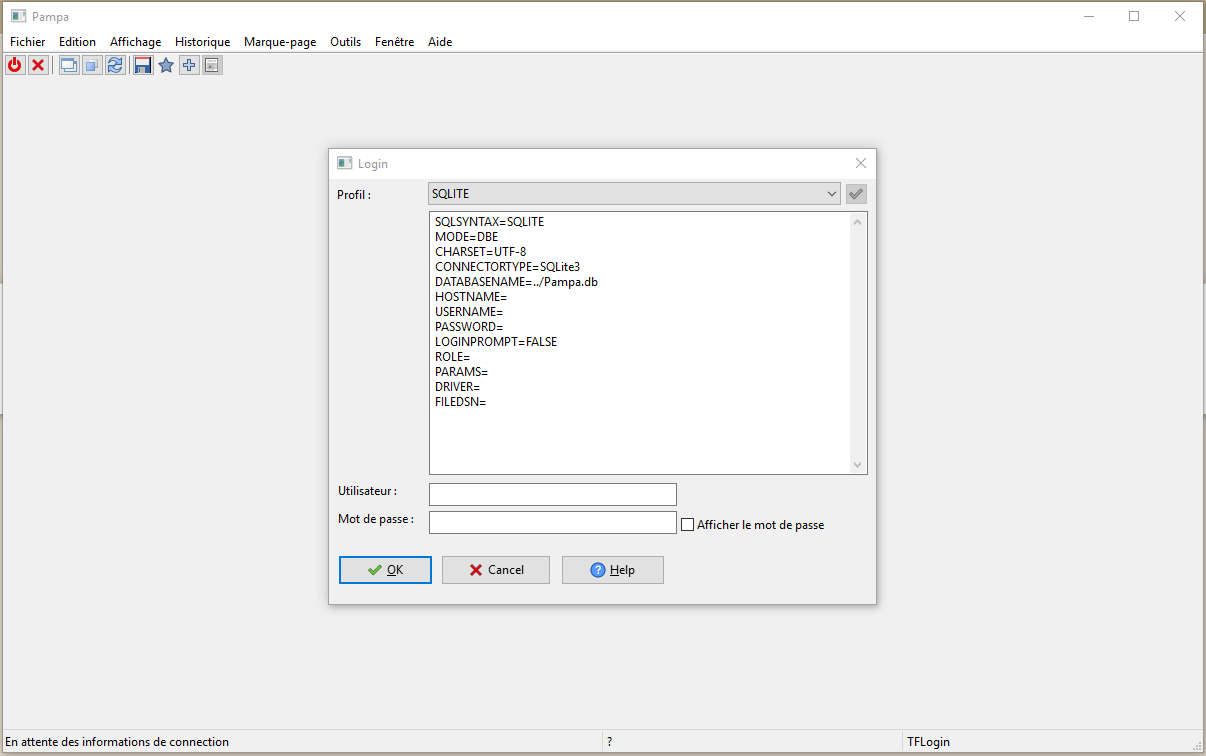 Pampa
Fichier Edition Affichage Historique Marque-page Outils Fenêtre Aide
Login
Profil :
SQLITE
SQLSYNTAX=SQLITE
MODE=DBE
CHARSET=UTF-8
CONNECTORTYPE=SQLite3
DATABASENAME=../Pampa.db
HOSTNAME=
USERNAME=
PASSWORD=
LOGINPROMPT=FALSE
ROLE=
PARAMS=
DRIVER=
FILEDSN=
Utilisateur :
Mot de passe :
Afficher le mot de passe
OK Cancel ? Help
En attente des informations de connection ? TFLogin